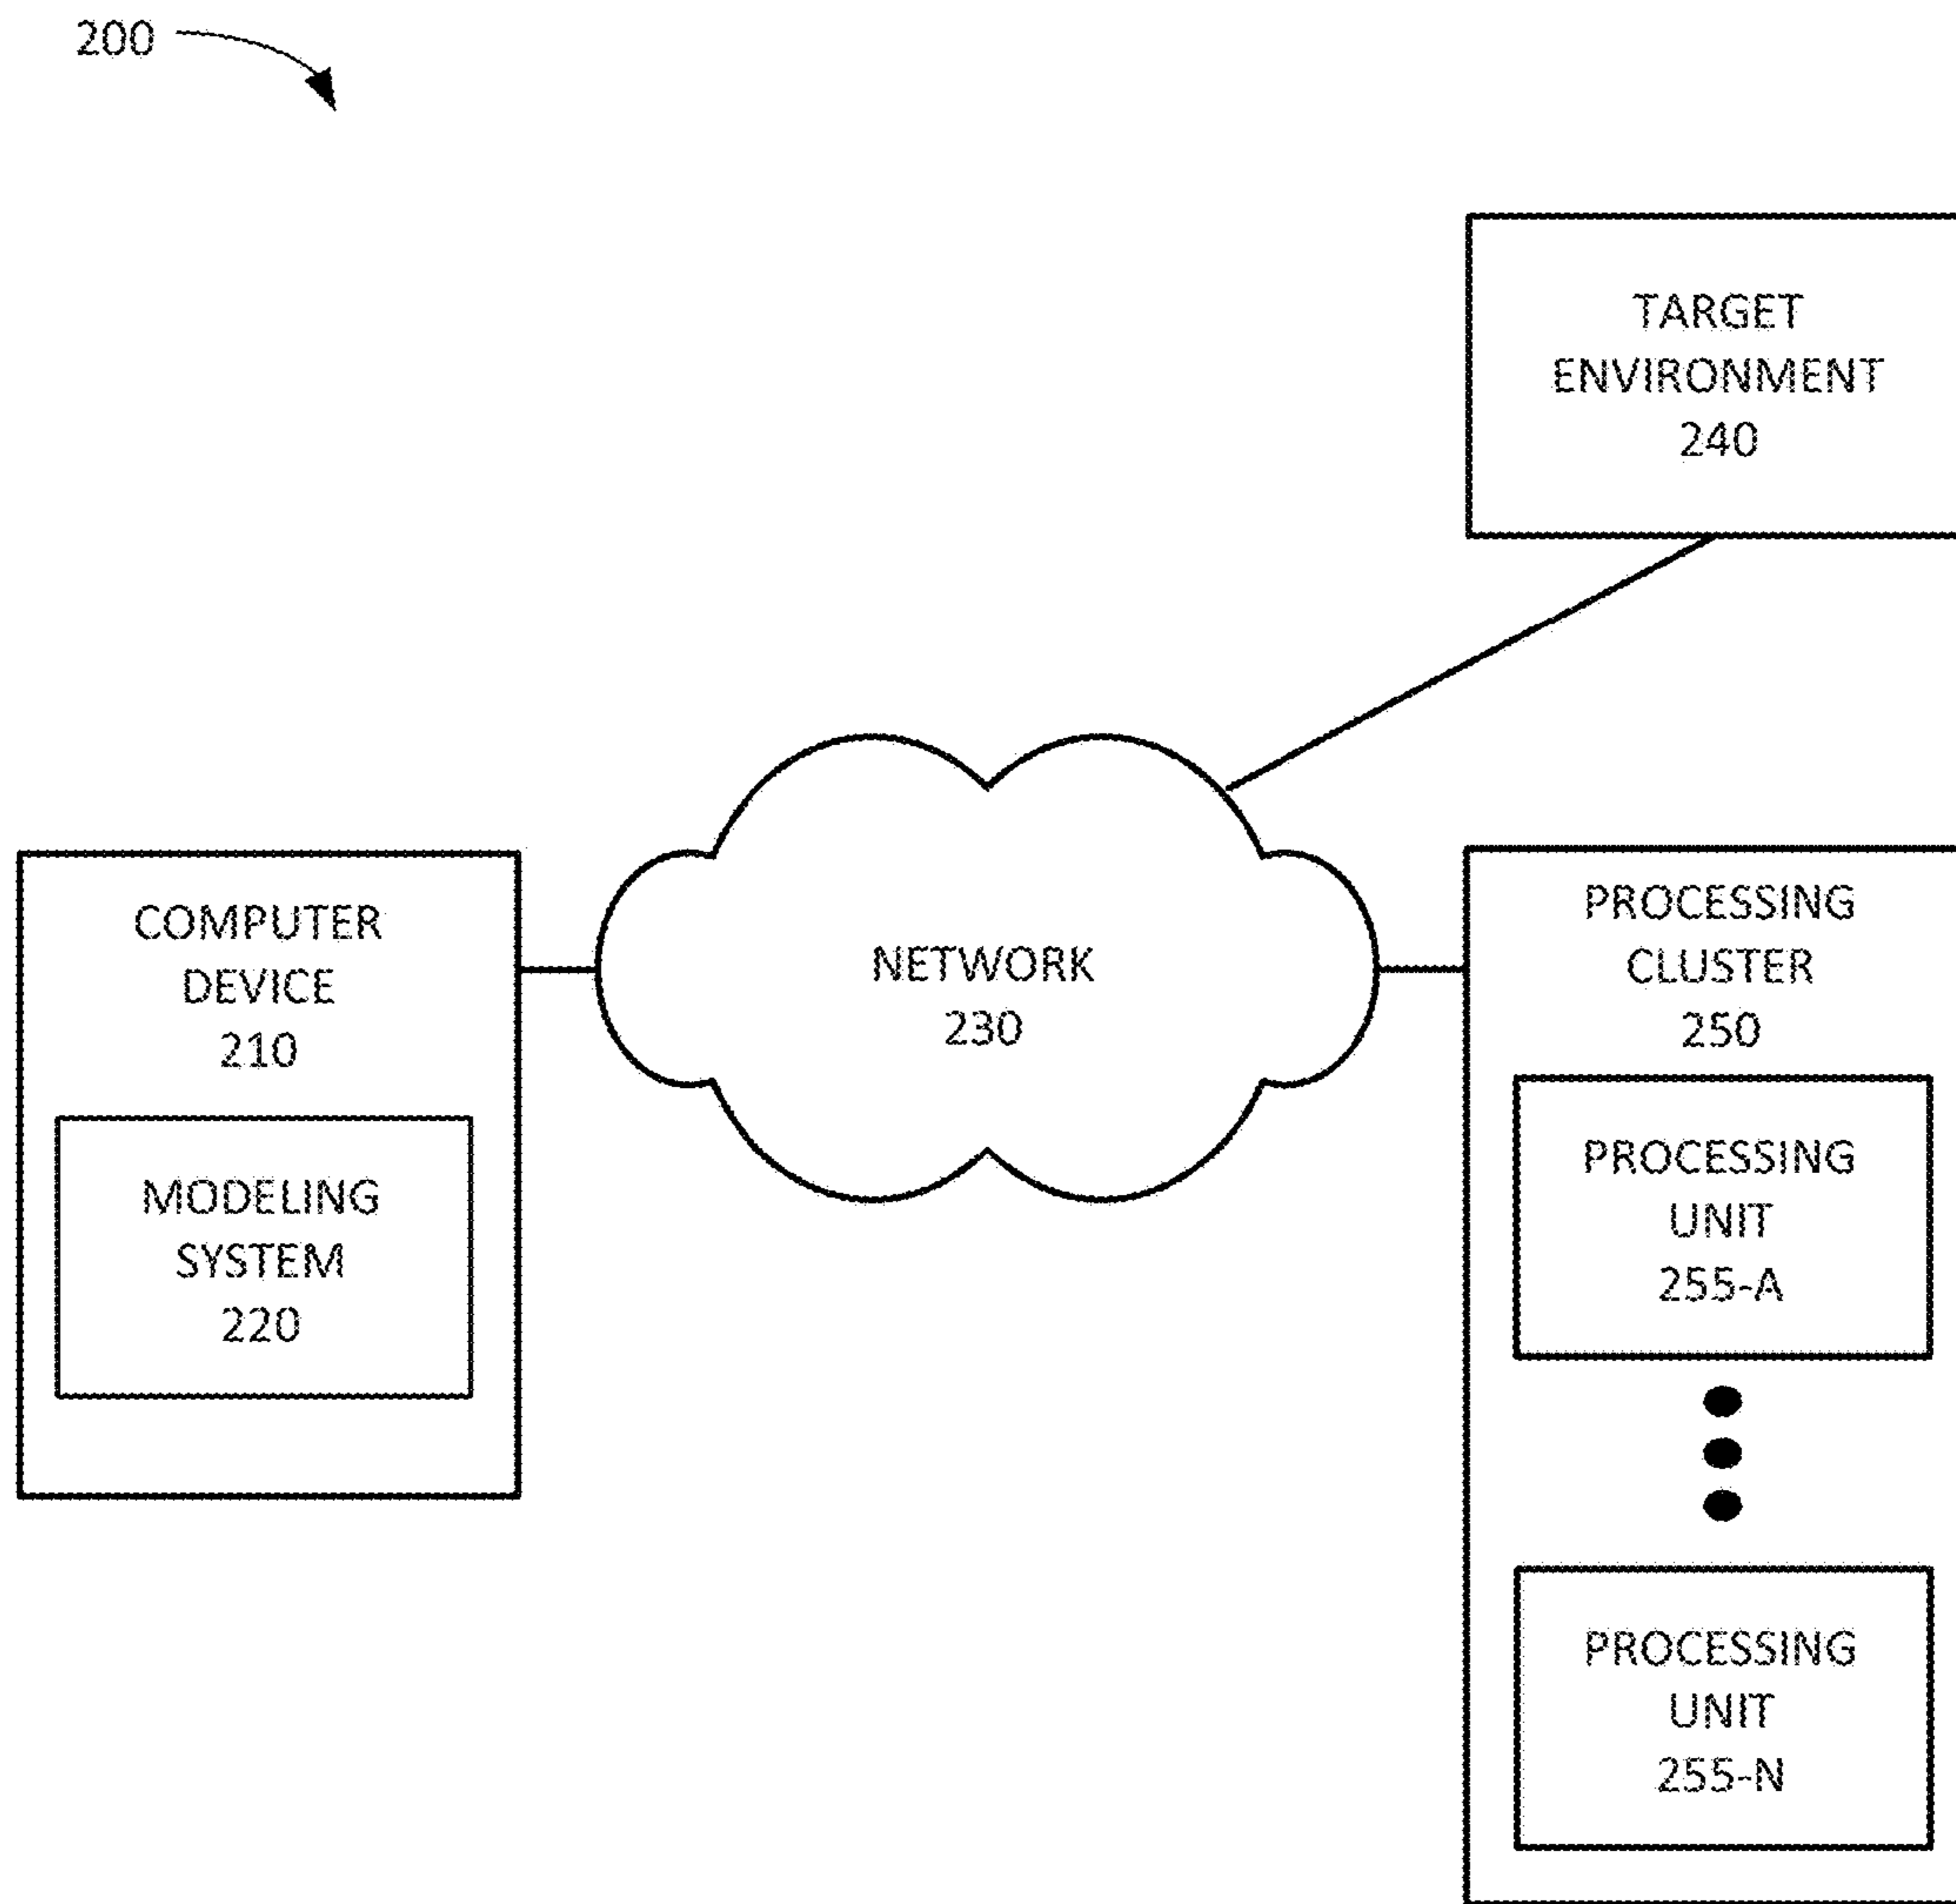 200
TARGET
ENVIRONMENT
240
COMPUTER
DEVICE
210
MODELING
SYSTEM
220
NETWORK
230
PROCESSING
CLUSTER
250
PROCESSING
UNIT
255-A
PROCESSING
UNIT
255-N